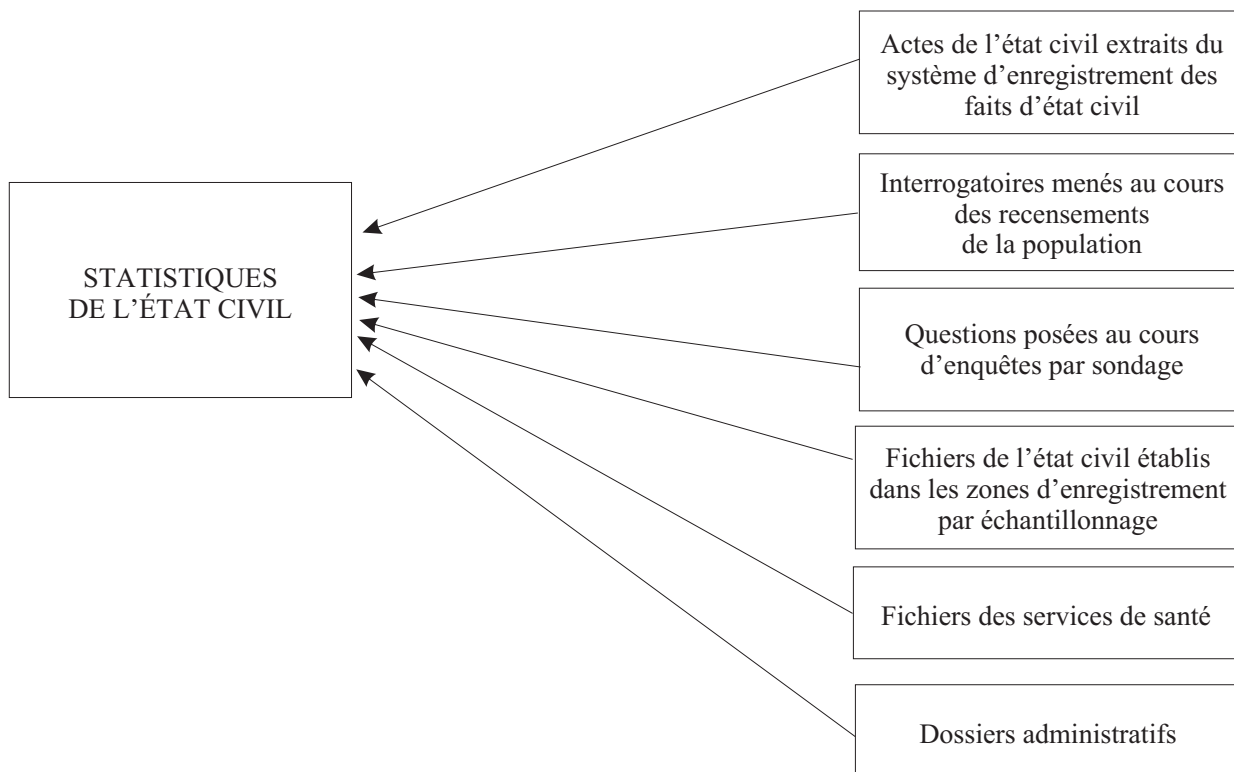 Actes de l’état civil extraits du
système d’enregistrement des
faits d’état civil
Interrogatoires menés au cours
des recensements
de la population
STATISTIQUES
DE L’ÉTAT CIVIL
Questions posées au cours
d’enquêtes par sondage
Fichiers de l’état civil établis
dans les zones d’enregistrement
par échantillonnage
Fichiers des services de santé
Dossiers administratifs